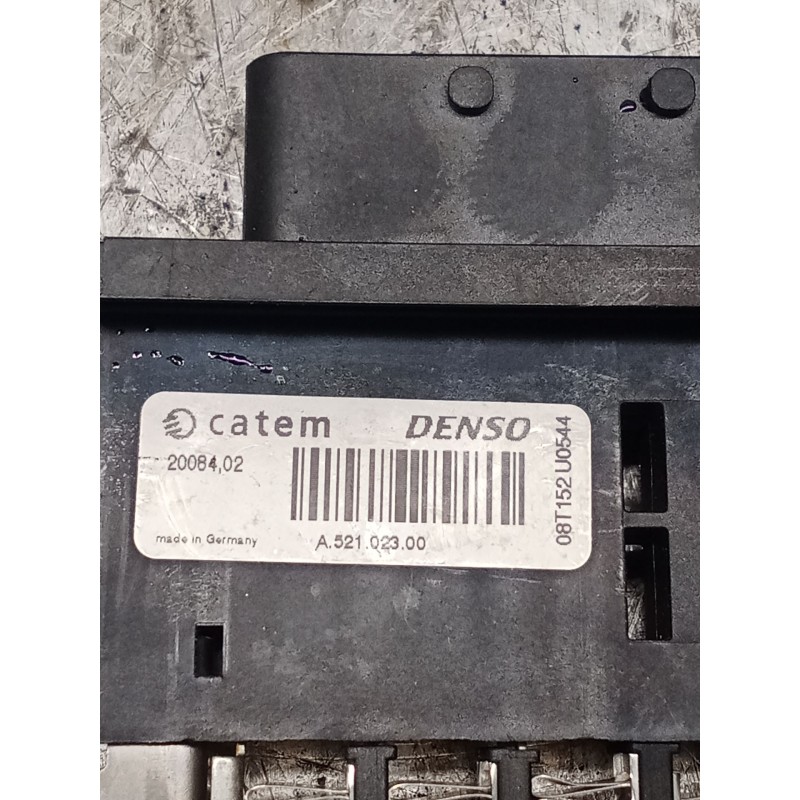 catem DENSO
20084,02
made in Germany A.521.023.00
08T152 U0544